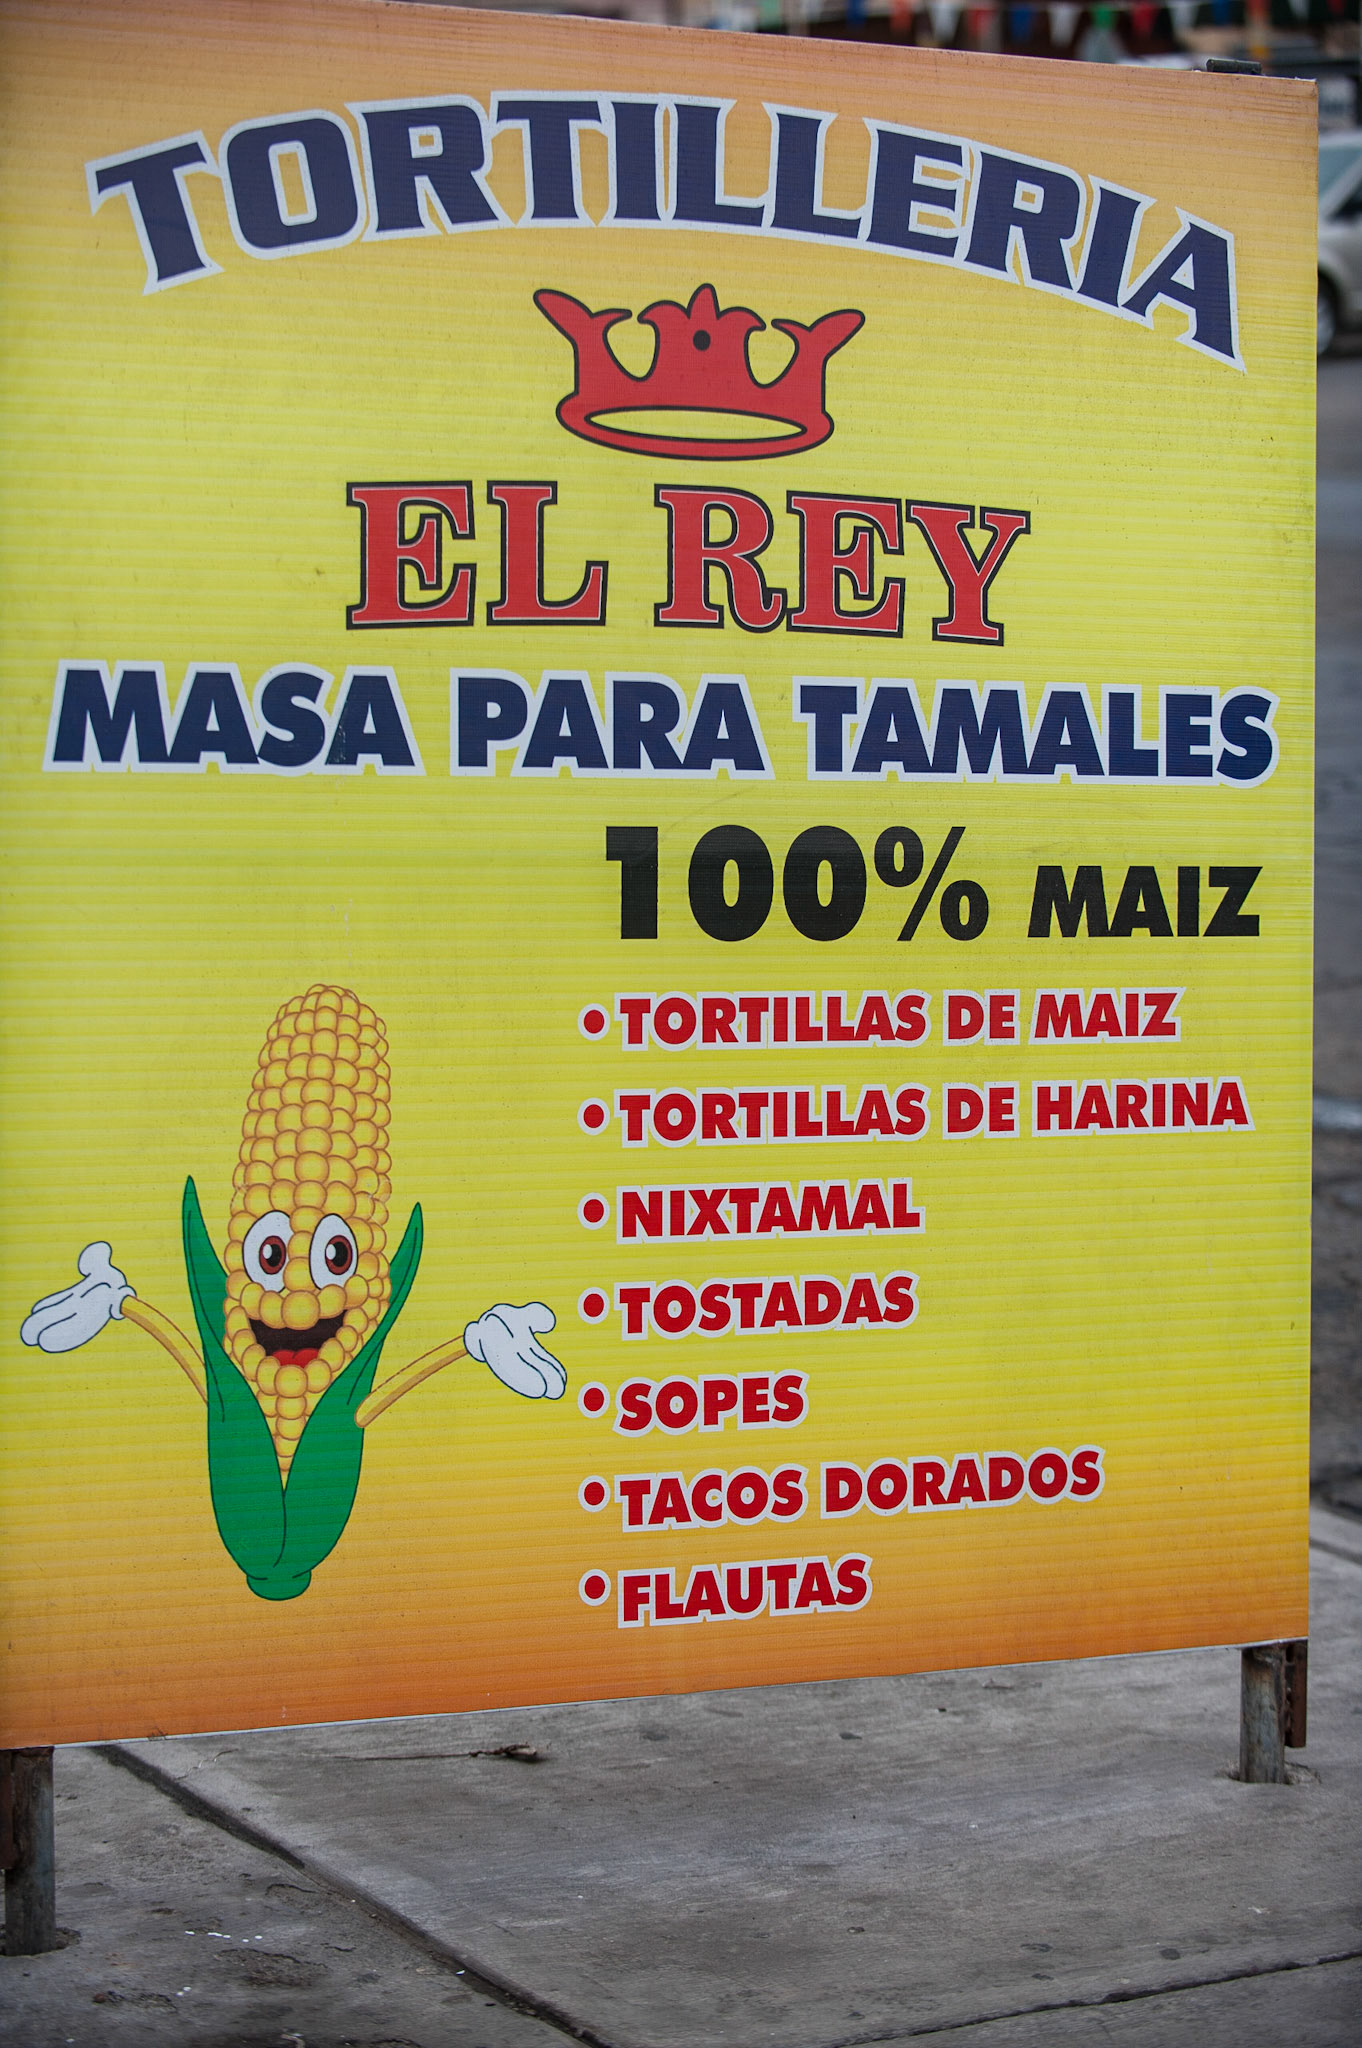 TORTILLERIA
EL REY
MASA PARA TAMALES
100% MAIZ
• TORTILLAS DE MAIZ
• TORTILLAS DE HARINA
• NIXTAMAL
• TOSTADAS
• SOPES
• TACOS DORADOS
• FLAUTAS